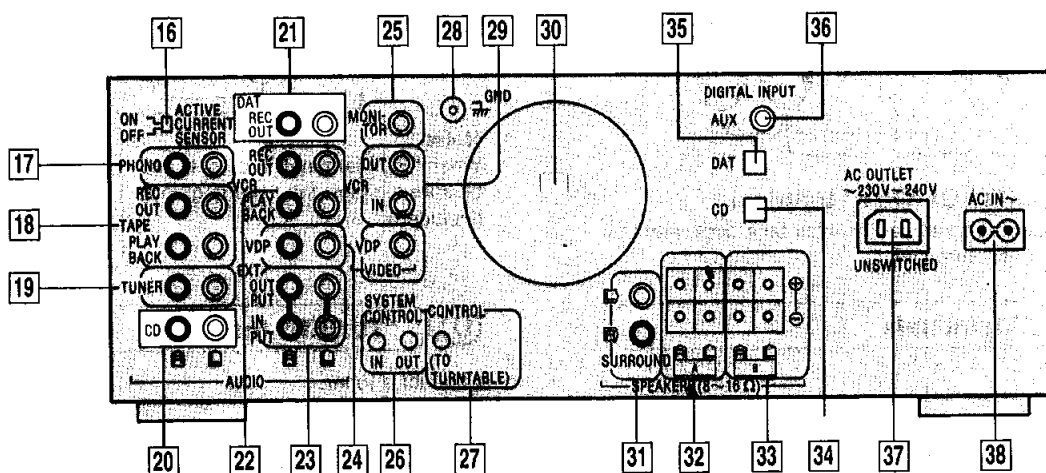 16 21 25 28 29 30 35 36
ON
OFF
ACTIVE
CURRENT
SENSOR
DAT
REC
OUT
MONI-
TOR
GND
DIGITAL INPUT
AUX
DAT
CD
17
PHONO
REC
OUT
VCR
PLAY
BACK
OUT
VCR
IN
18
REC
OUT
TAPE
PLAY
BACK
VDP
VDP
VIDEO
19
TUNER
EXT
OUT
PUT
IN
PUT
CD
AUDIO
SYSTEM
CONTROL
IN OUT
CONTROL
(TO
TURNTABLE)
SURROUND
A B
SPEAKERS (8~16Ω)
⊕
⊖
AC OUTLET
~230V~240V
UNSWITCHED
AC IN~
20 22 23 24 26 27 31 32 33 34 37 38